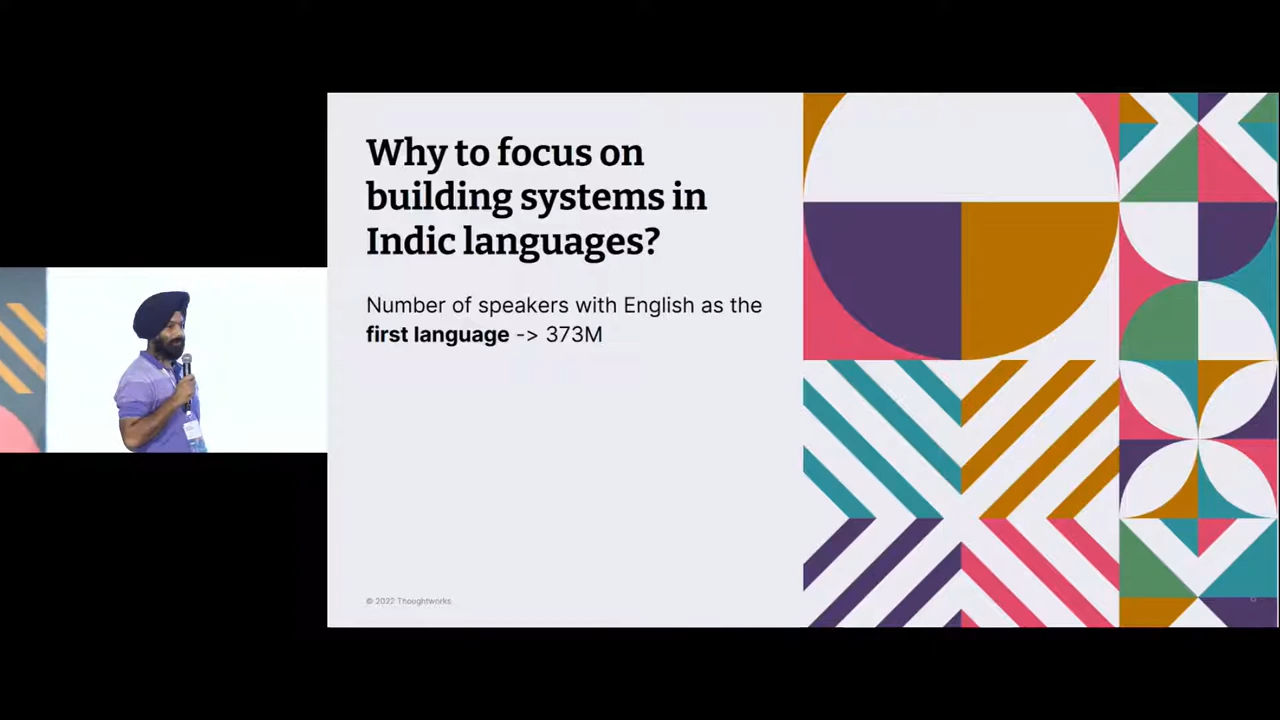 Why to focus on
building systems in
Indic languages?
Number of speakers with English as the
first language -> 373M
© 2022 Thoughtworks